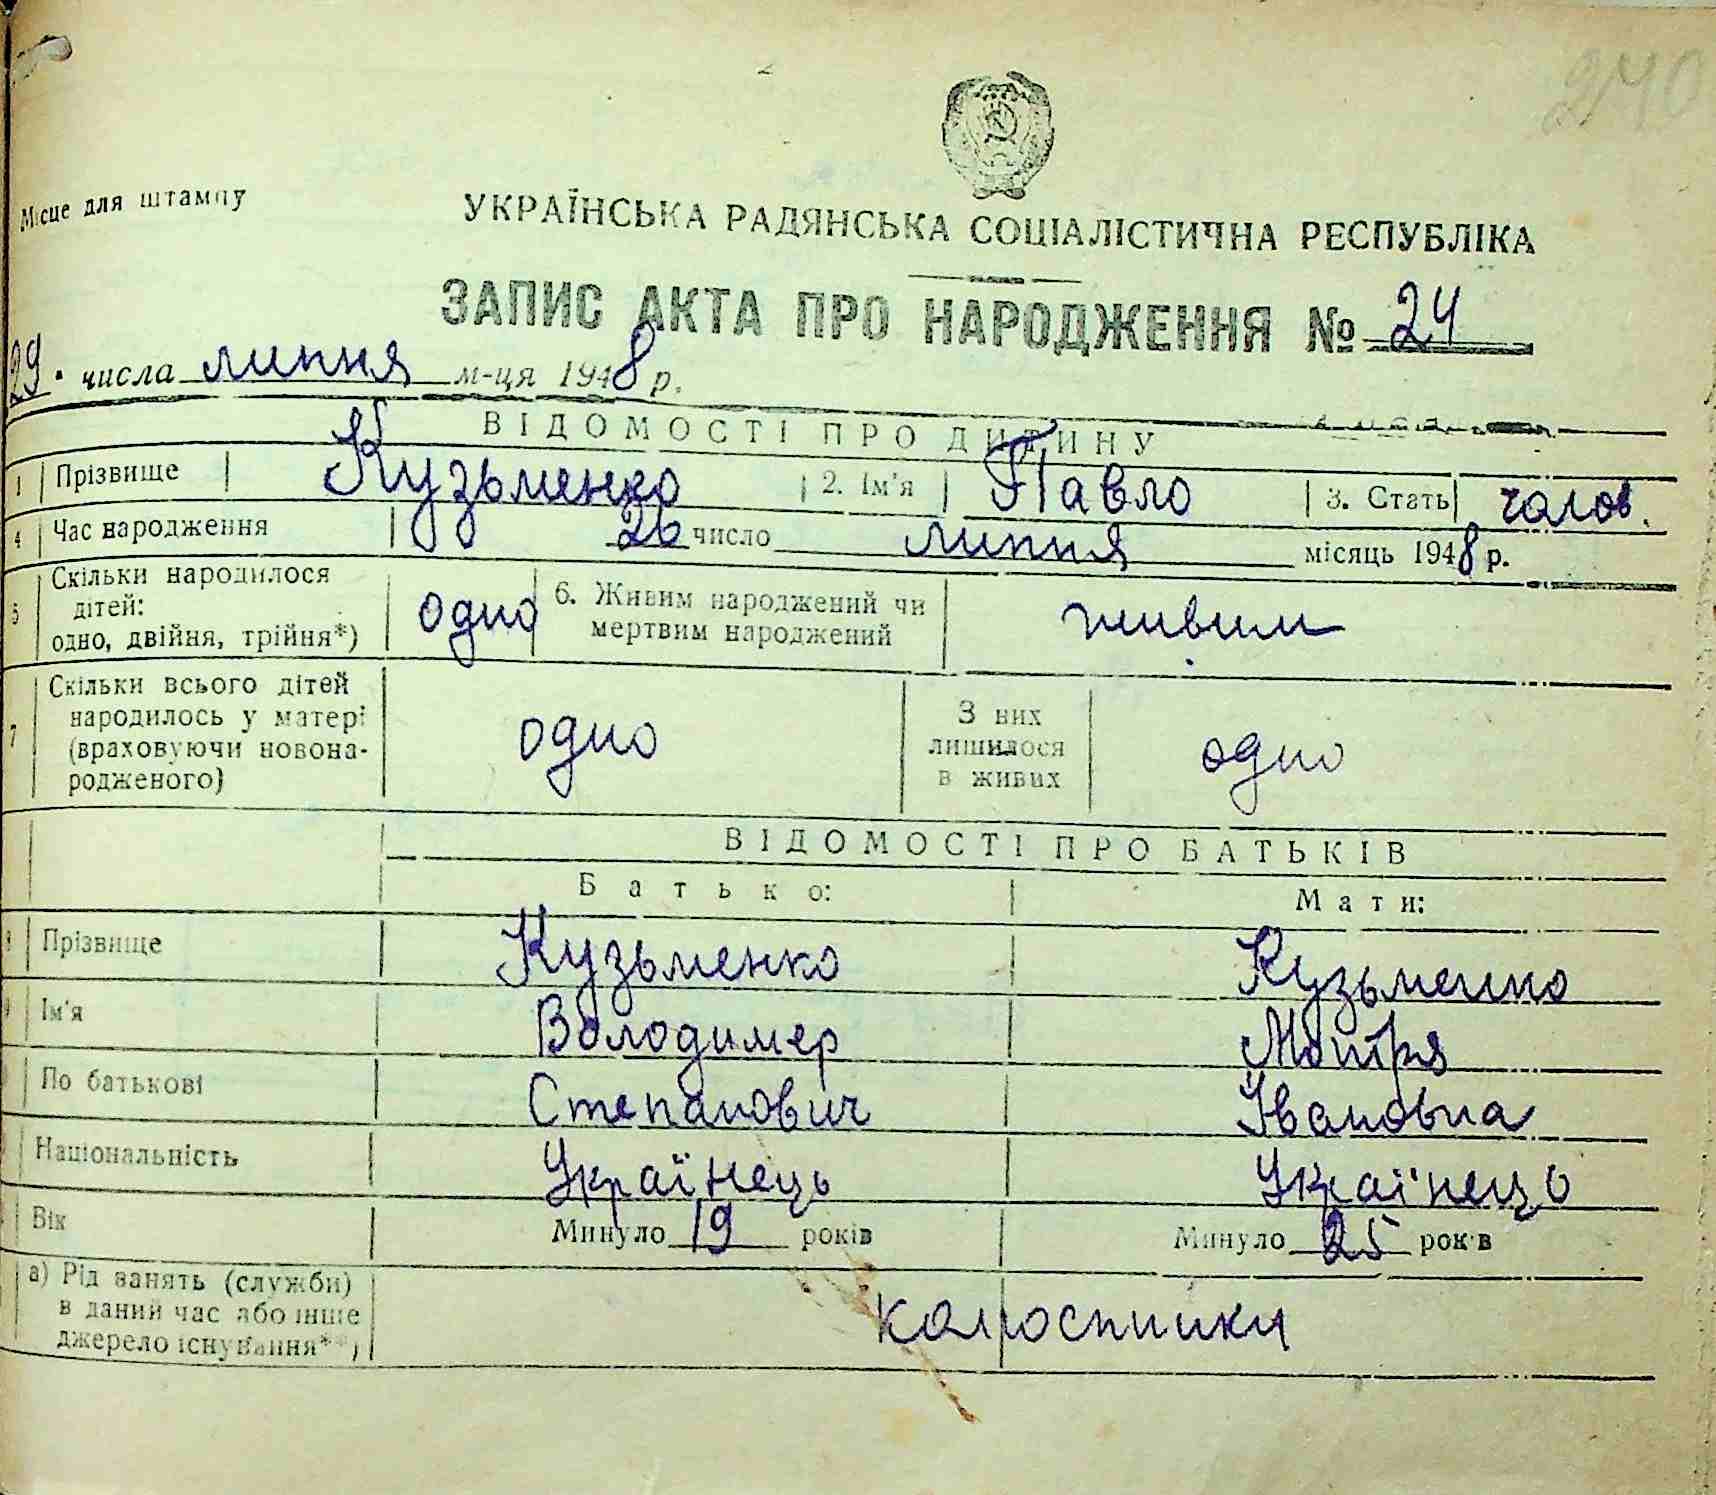 240
Місце для штампу
УКРАЇНСЬКА РАДЯНСЬКА СОЦІАЛІСТИЧНА РЕСПУБЛІКА
ЗАПИС АКТА ПРО НАРОДЖЕННЯ № 24
29 числа липня м-ця 1948 р.
ВІДОМОСТІ ПРО ДИТИНУ
1 Прізвище Кузьменко 2. Ім'я Павло 3. Стать чолов.
4 Час народження 26 число липня місяць 1948 р.
5 Скільки народилося дітей: одно, двійня, трійня*) одно 6. Живим народжений чи мертвим народжений живим
7 Скільки всього дітей народилось у матері (враховуючи новонародженого) одно З них лишилося в живих одно
ВІДОМОСТІ ПРО БАТЬКІВ
Батько: Мати:
Прізвище Кузьменко Кузьменко
Ім'я Володимер Мотря
По батькові Степанович Івановна
Національність Українець Українець
Вік Минуло 19 років Минуло 25 років
а) Рід занять (служби) в даний час або інше джерело існування**)